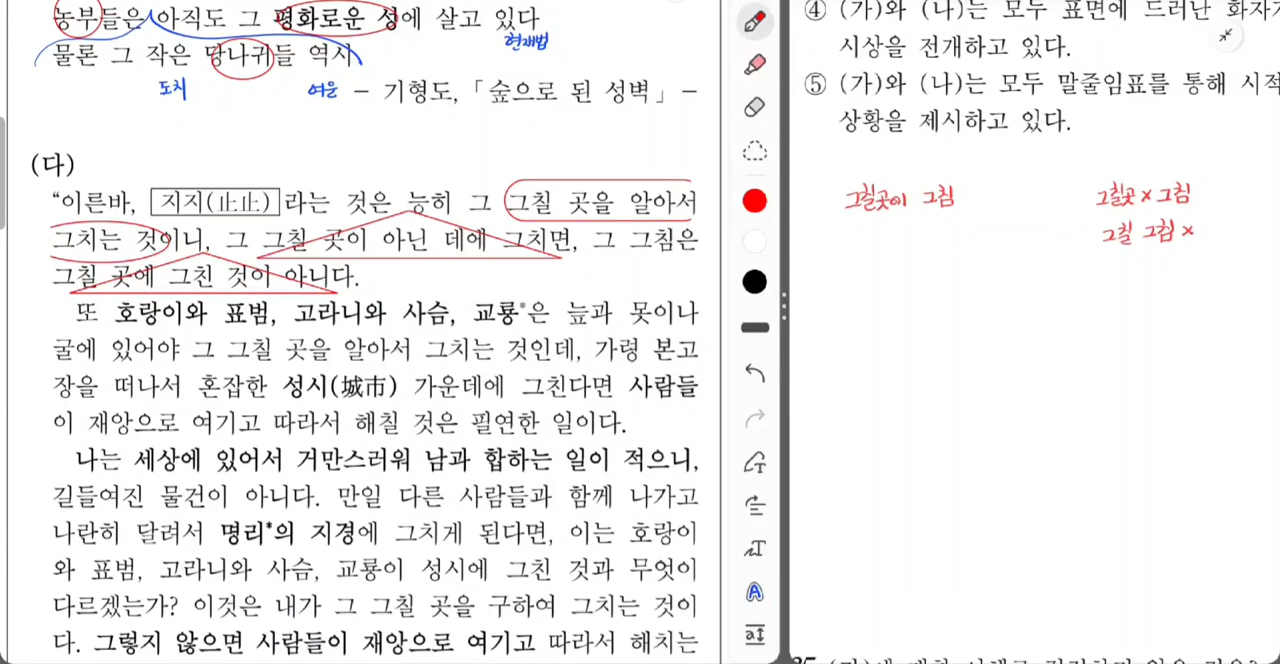 농부들은 아직도 그 평화로운 성에 살고 있다
현재법
물론 그 작은 당나귀들 역시
도치
여운
- 기형도, 「숲으로 된 성벽」 -
(다)
“이른바, 지지(止止)라는 것은 능히 그 그칠 곳을 알아서
그치는 것이니, 그 그칠 곳이 아닌 데에 그치면, 그 그침은
그칠 곳에 그친 것이 아니다.
또 호랑이와 표범, 고라니와 사슴, 교룡*은 늪과 못이나
굴에 있어야 그 그칠 곳을 알아서 그치는 것인데, 가령 본고
장을 떠나서 혼잡한 성시(城市) 가운데에 그친다면 사람들
이 재앙으로 여기고 따라서 해칠 것은 필연한 일이다.
나는 세상에 있어서 거만스러워 남과 합하는 일이 적으니,
길들여진 물건이 아니다. 만일 다른 사람들과 함께 나가고
나란히 달려서 명리*의 지경에 그치게 된다면, 이는 호랑이
와 표범, 고라니와 사슴, 교룡이 성시에 그친 것과 무엇이
다르겠는가? 이것은 내가 그 그칠 곳을 구하여 그치는 것이
다. 그렇지 않으면 사람들이 재앙으로 여기고 따라서 해치는
④ (가)와 (나)는 모두 표면에 드러난 화자가
시상을 전개하고 있다.
⑤ (가)와 (나)는 모두 말줄임표를 통해 시적
상황을 제시하고 있다.
그칠곳이 그침
그칠곳 x 그침
그칠 그침 x